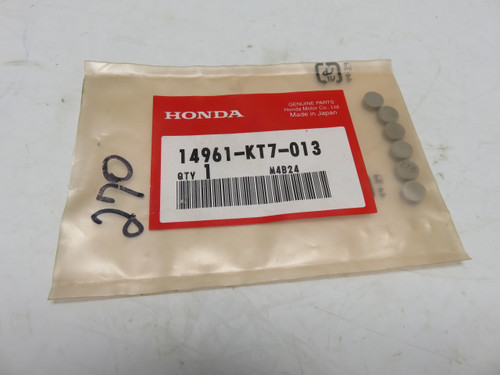 HONDA
GENUINE PARTS
Honda Motor Co., Ltd.
Made in Japan
14961-KT7-013
QTY 1 M4B24
270